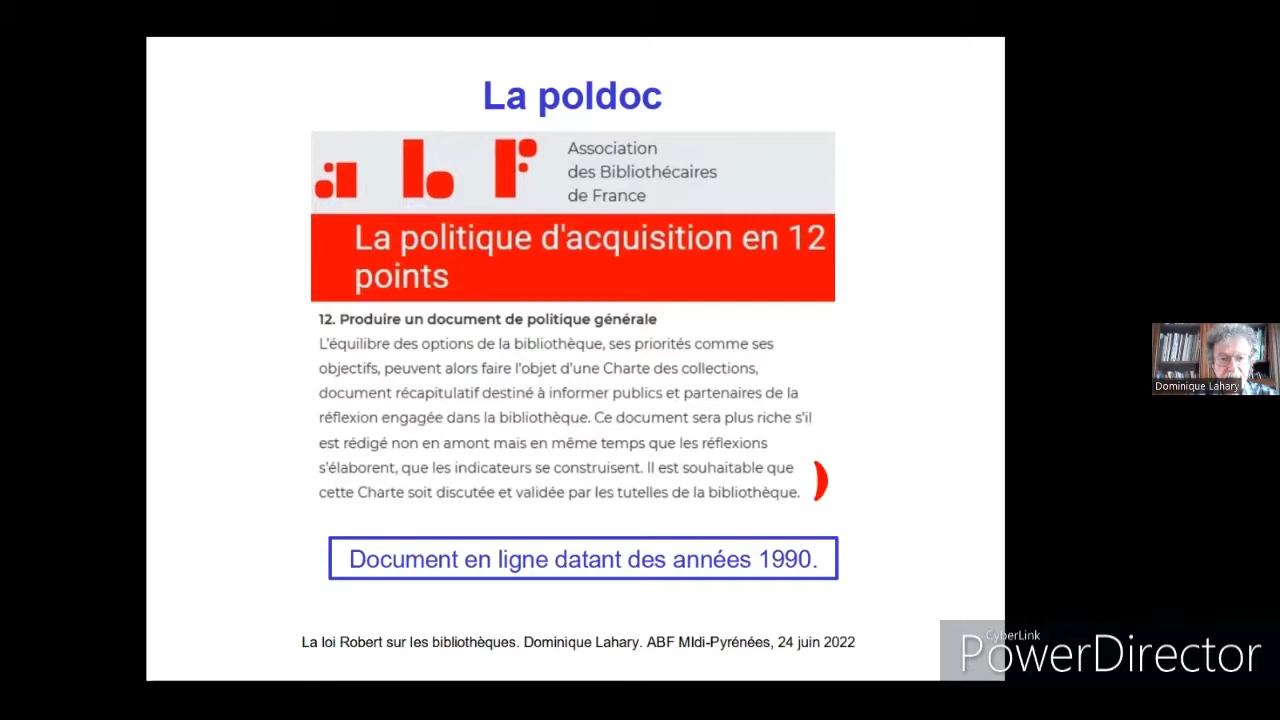 La poldoc
abf
Association
des Bibliothécaires
de France
La politique d'acquisition en 12
points
12. Produire un document de politique générale
L'équilibre des options de la bibliothèque, ses priorités comme ses
objectifs, peuvent alors faire l'objet d'une Charte des collections,
document récapitulatif destiné à informer publics et partenaires de la
réflexion engagée dans la bibliothèque. Ce document sera plus riche s'il
est rédigé non en amont mais en même temps que les réflexions
s'élaborent, que les indicateurs se construisent. Il est souhaitable que
cette Charte soit discutée et validée par les tutelles de la bibliothèque.
Document en ligne datant des années 1990.
La loi Robert sur les bibliothèques. Dominique Lahary. ABF MIdi-Pyrénées, 24 juin 2022
Dominique Lahary
CyberLink
PowerDirector